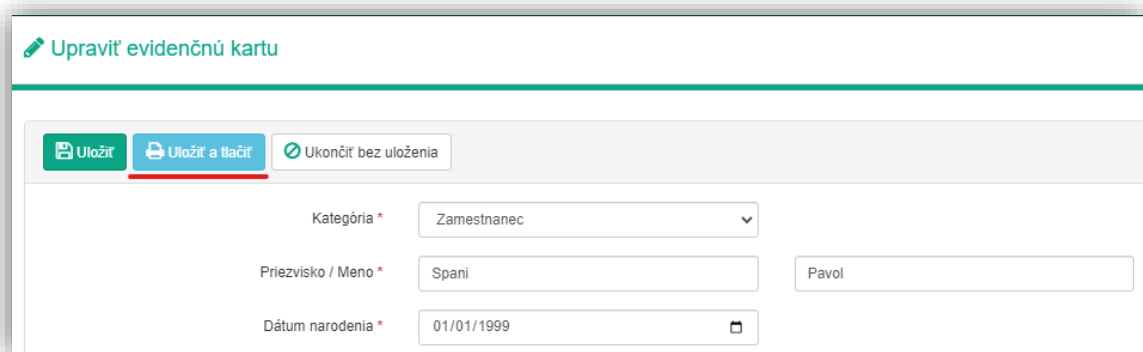 Upraviť evidenčnú kartu
Uložiť Uložiť a tlačiť Ukončiť bez uloženia
Kategória * Zamestnanec
Priezvisko / Meno * Spani Pavol
Dátum narodenia * 01/01/1999